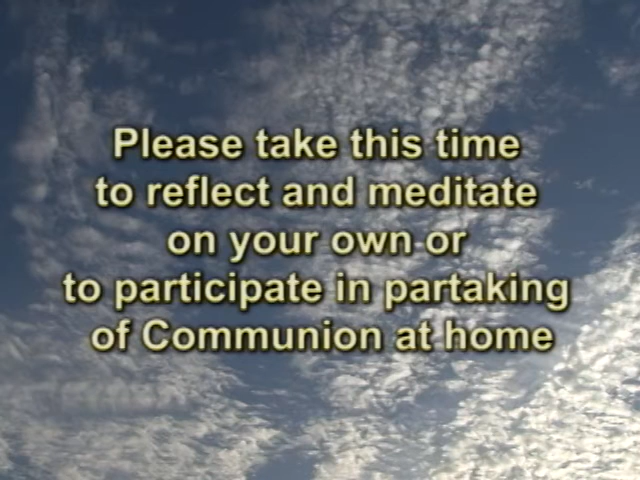 Please take this time
to reflect and meditate
on your own or
to participate in partaking
of Communion at home